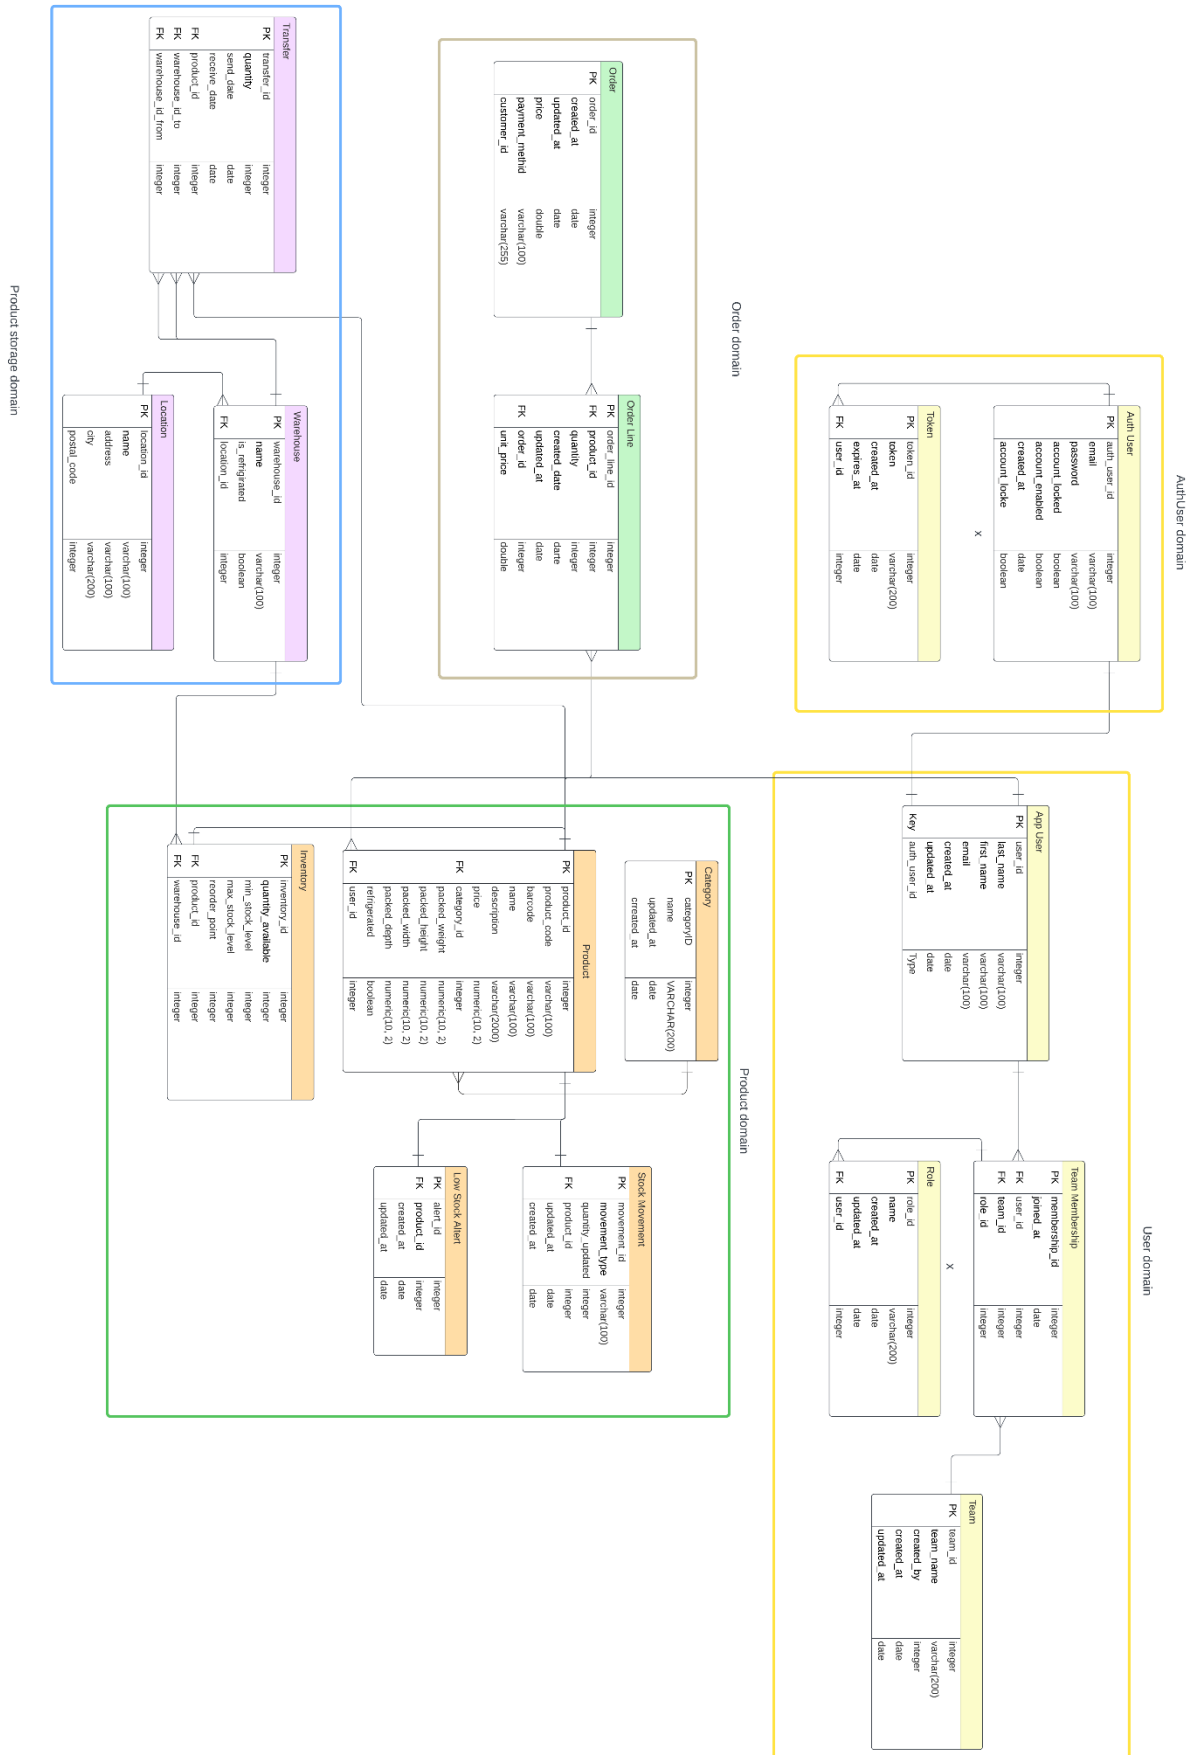 AuthUser domain
Auth User
PK auth_user_id integer
email varchar(100)
password varchar(100)
account_locked boolean
account_enabled boolean
created_at date
account_locke boolean
X
Token
PK token_id integer
token varchar(200)
created_at date
expires_at date
FK user_id integer
User domain
App User
PK user_id integer
last_name varchar(100)
first_name varchar(100)
email varchar(100)
created_at date
updated_at date
Key auth_user_id Type
Team Membership
PK membership_id integer
joined_at date
FK user_id integer
FK team_id integer
role_id integer
X
Role
PK role_id integer
name varchar(200)
created_at date
updated_at date
FK user_id integer
Team
PK team_id integer
team_name varchar(200)
created_by integer
created_at date
updated_at date
Order domain
Order
PK order_id integer
created_at date
updated_at date
price double
payment_methid varchar(100)
customer_id varchar(255)
Order Line
PK order_line_id integer
FK product_id integer
quantity integer
created_date darte
updated_at date
FK order_id integer
unit_price double
Product domain
Category
PK categoryID integer
name VARCHAR(200)
updated_at date
crreated_at date
Product
PK product_id integer
product_code varchar(100)
barcode varchar(100)
name varchar(100)
description varchar(2000)
price numeric(10, 2)
FK category_id integer
packed_weight numeric(10, 2)
packed_height numeric(10, 2)
packed_width numeric(10, 2)
packed_depth numeric(10, 2)
refrigerated boolean
FK user_id integer
Stock Movement
PK movement_id integer
movement_type varchar(100)
quantity_updated integer
FK product_id integer
updated_at date
created_at date
Low Stock Allert
PK alert_id integer
FK product_id integer
created_at date
updated_at date
Inventory
PK inventory_id integer
quantity_available integer
min_stock_level integer
max_stock_level integer
reorder_point integer
FK product_id integer
FK warehouse_id integer
Transfer
PK transfer_id integer
quantity integer
send_date date
receive_date date
FK product_id integer
FK warehouse_id_to integer
FK warehouse_id_from integer
Warehouse
PK warehouse_id integer
name varchar(100)
is_refrigirated boolean
FK location_id integer
Location
PK location_id integer
name varchar(100)
address varchar(100)
city varchar(200)
postal_code integer
Product storage domain